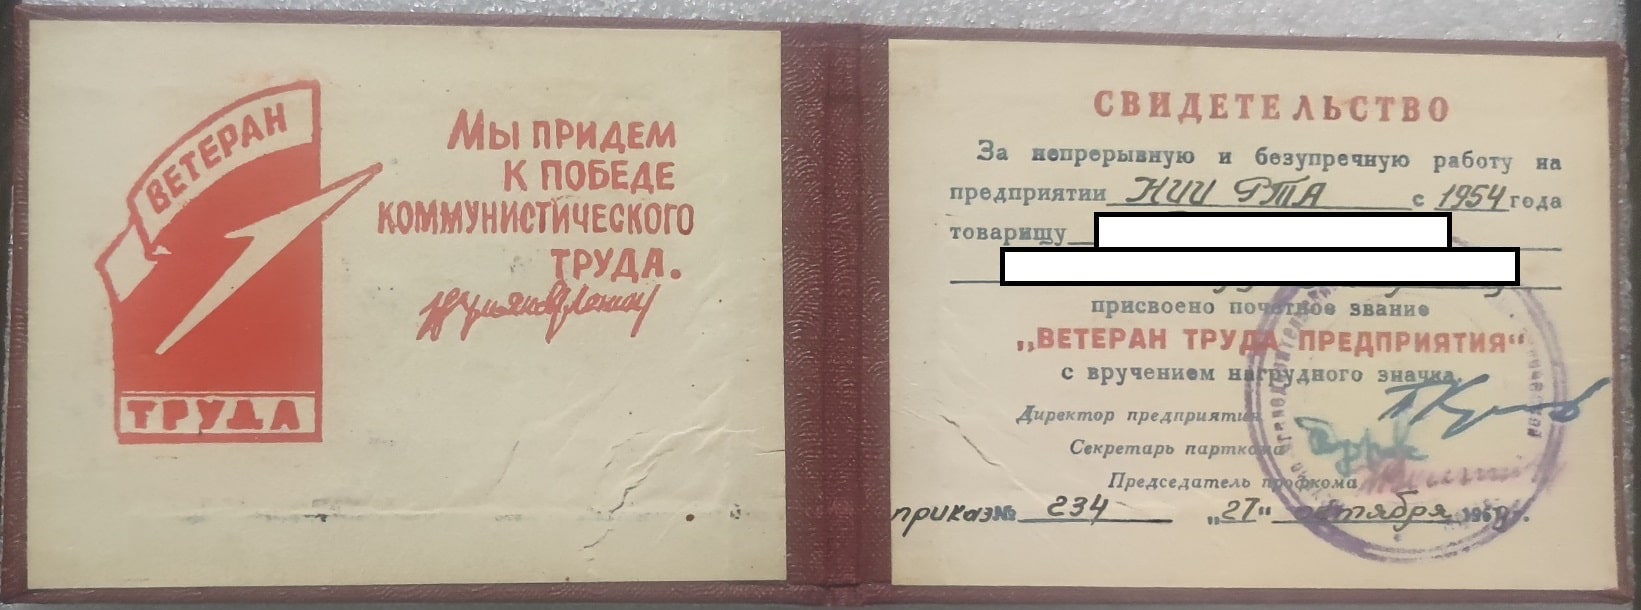 ВЕТЕРАН
ТРУДА
Мы придем
к победе
коммунистического
труда.
СВИДЕТЕЛЬСТВО
За непрерывную и безупречную работу на
предприятии НИИ РТА с 1954 года
товарищу
присвоено почетное звание
„ВЕТЕРАН ТРУДА ПРЕДПРИЯТИЯ“
с вручением нагрудного значка.
Директор предприятия
Секретарь парткома
Председатель профкома
приказ № 234 „27“ октября